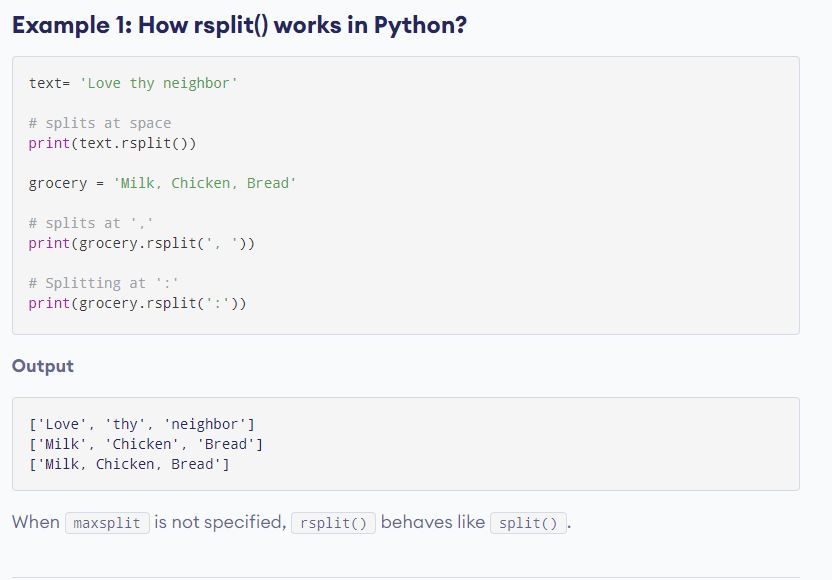 Example 1: How rsplit() works in Python?
text= 'Love thy neighbor'
# splits at space
print(text.rsplit())
grocery = 'Milk, Chicken, Bread'
# splits at ','
print(grocery.rsplit(', '))
# Splitting at ':'
print(grocery.rsplit(':'))
Output
['Love', 'thy', 'neighbor']
['Milk', 'Chicken', 'Bread']
['Milk, Chicken, Bread']
When maxsplit is not specified, rsplit() behaves like split().